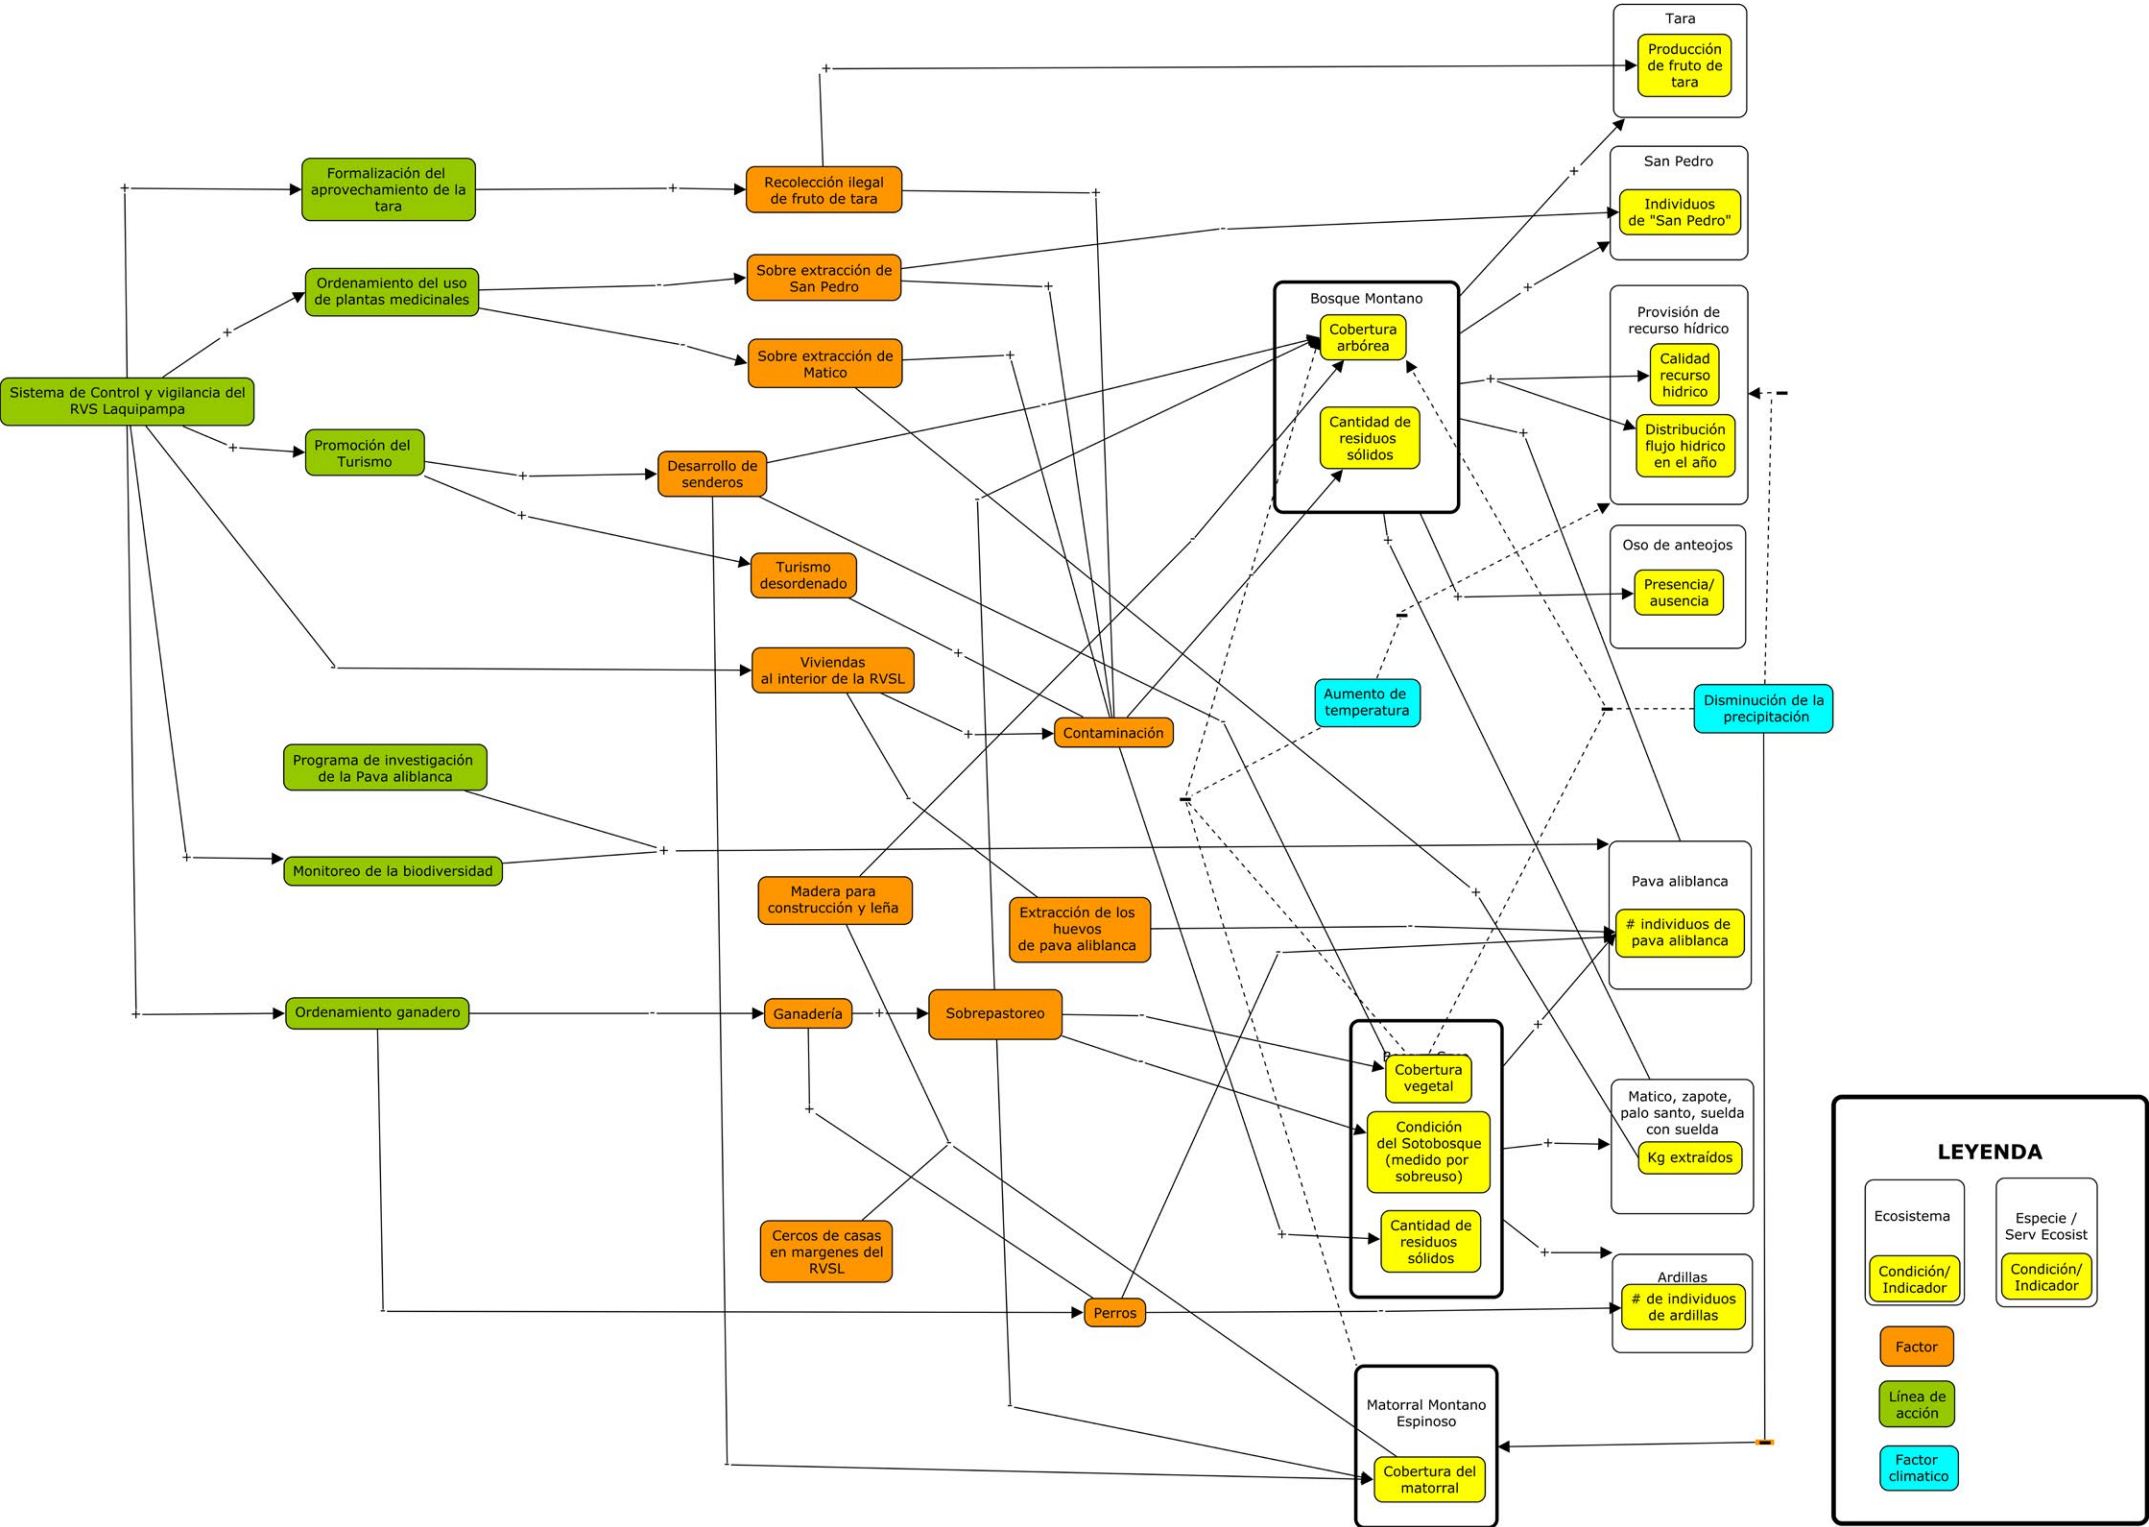 Tara
Producción
de fruto de
tara
San Pedro
Individuos
de "San Pedro"
Formalización del
aprovechamiento de la
tara
Recolección ilegal
de fruto de tara
Ordenamiento del uso
de plantas medicinales
Sobre extracción de
San Pedro
Sobre extracción de
Matico
Bosque Montano
Cobertura
arbórea
Cantidad de
residuos
sólidos
Provisión de
recurso hídrico
Calidad
recurso
hidrico
Distribución
flujo hidrico
en el año
Sistema de Control y vigilancia del
RVS Laquipampa
Promoción del
Turismo
Desarrollo de
senderos
Turismo
desordenado
Oso de anteojos
Presencia/
ausencia
Viviendas
al interior de la RVSL
Contaminación
Aumento de
temperatura
Disminución de la
precipitación
Programa de investigación
de la Pava aliblanca
Monitoreo de la biodiversidad
Madera para
construcción y leña
Extracción de los
huevos
de pava aliblanca
Pava aliblanca
# individuos de
pava aliblanca
Ordenamiento ganadero
Ganadería
Sobrepastoreo
Cobertura
vegetal
Condición
del Sotobosque
(medido por
sobreuso)
Cantidad de
residuos
sólidos
Matico, zapote,
palo santo, suelda
con suelda
Kg extraídos
Cercos de casas
en margenes del
RVSL
Perros
Ardillas
# de individuos
de ardillas
Matorral Montano
Espinoso
Cobertura del
matorral
LEYENDA
Ecosistema
Condición/
Indicador
Especie /
Serv Ecosist
Condición/
Indicador
Factor
Línea de
acción
Factor
climatico